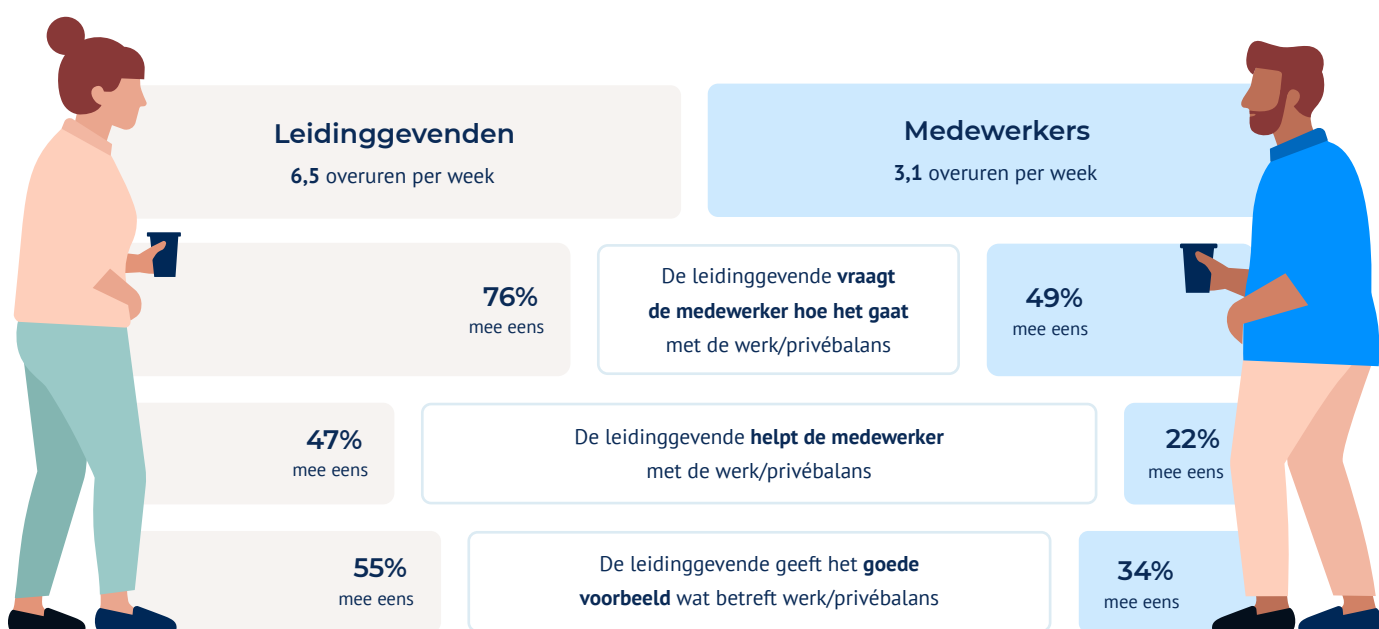 Leidinggevenden
6,5 overuren per week
Medewerkers
3,1 overuren per week
76%
mee eens
De leidinggevende vraagt
de medewerker hoe het gaat
met de werk/privébalans
49%
mee eens
47%
mee eens
De leidinggevende helpt de medewerker
met de werk/privébalans
22%
mee eens
55%
mee eens
De leidinggevende geeft het goede
voorbeeld wat betreft werk/privébalans
34%
mee eens